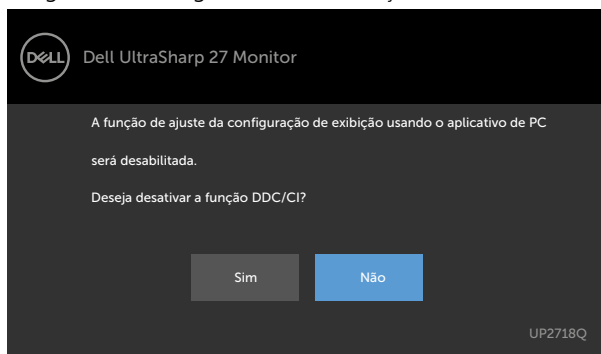 DELL
Dell UltraSharp 27 Monitor
A função de ajuste da configuração de exibição usando o aplicativo de PC
será desabilitada.
Deseja desativar a função DDC/CI?
Sim
Não
UP2718Q